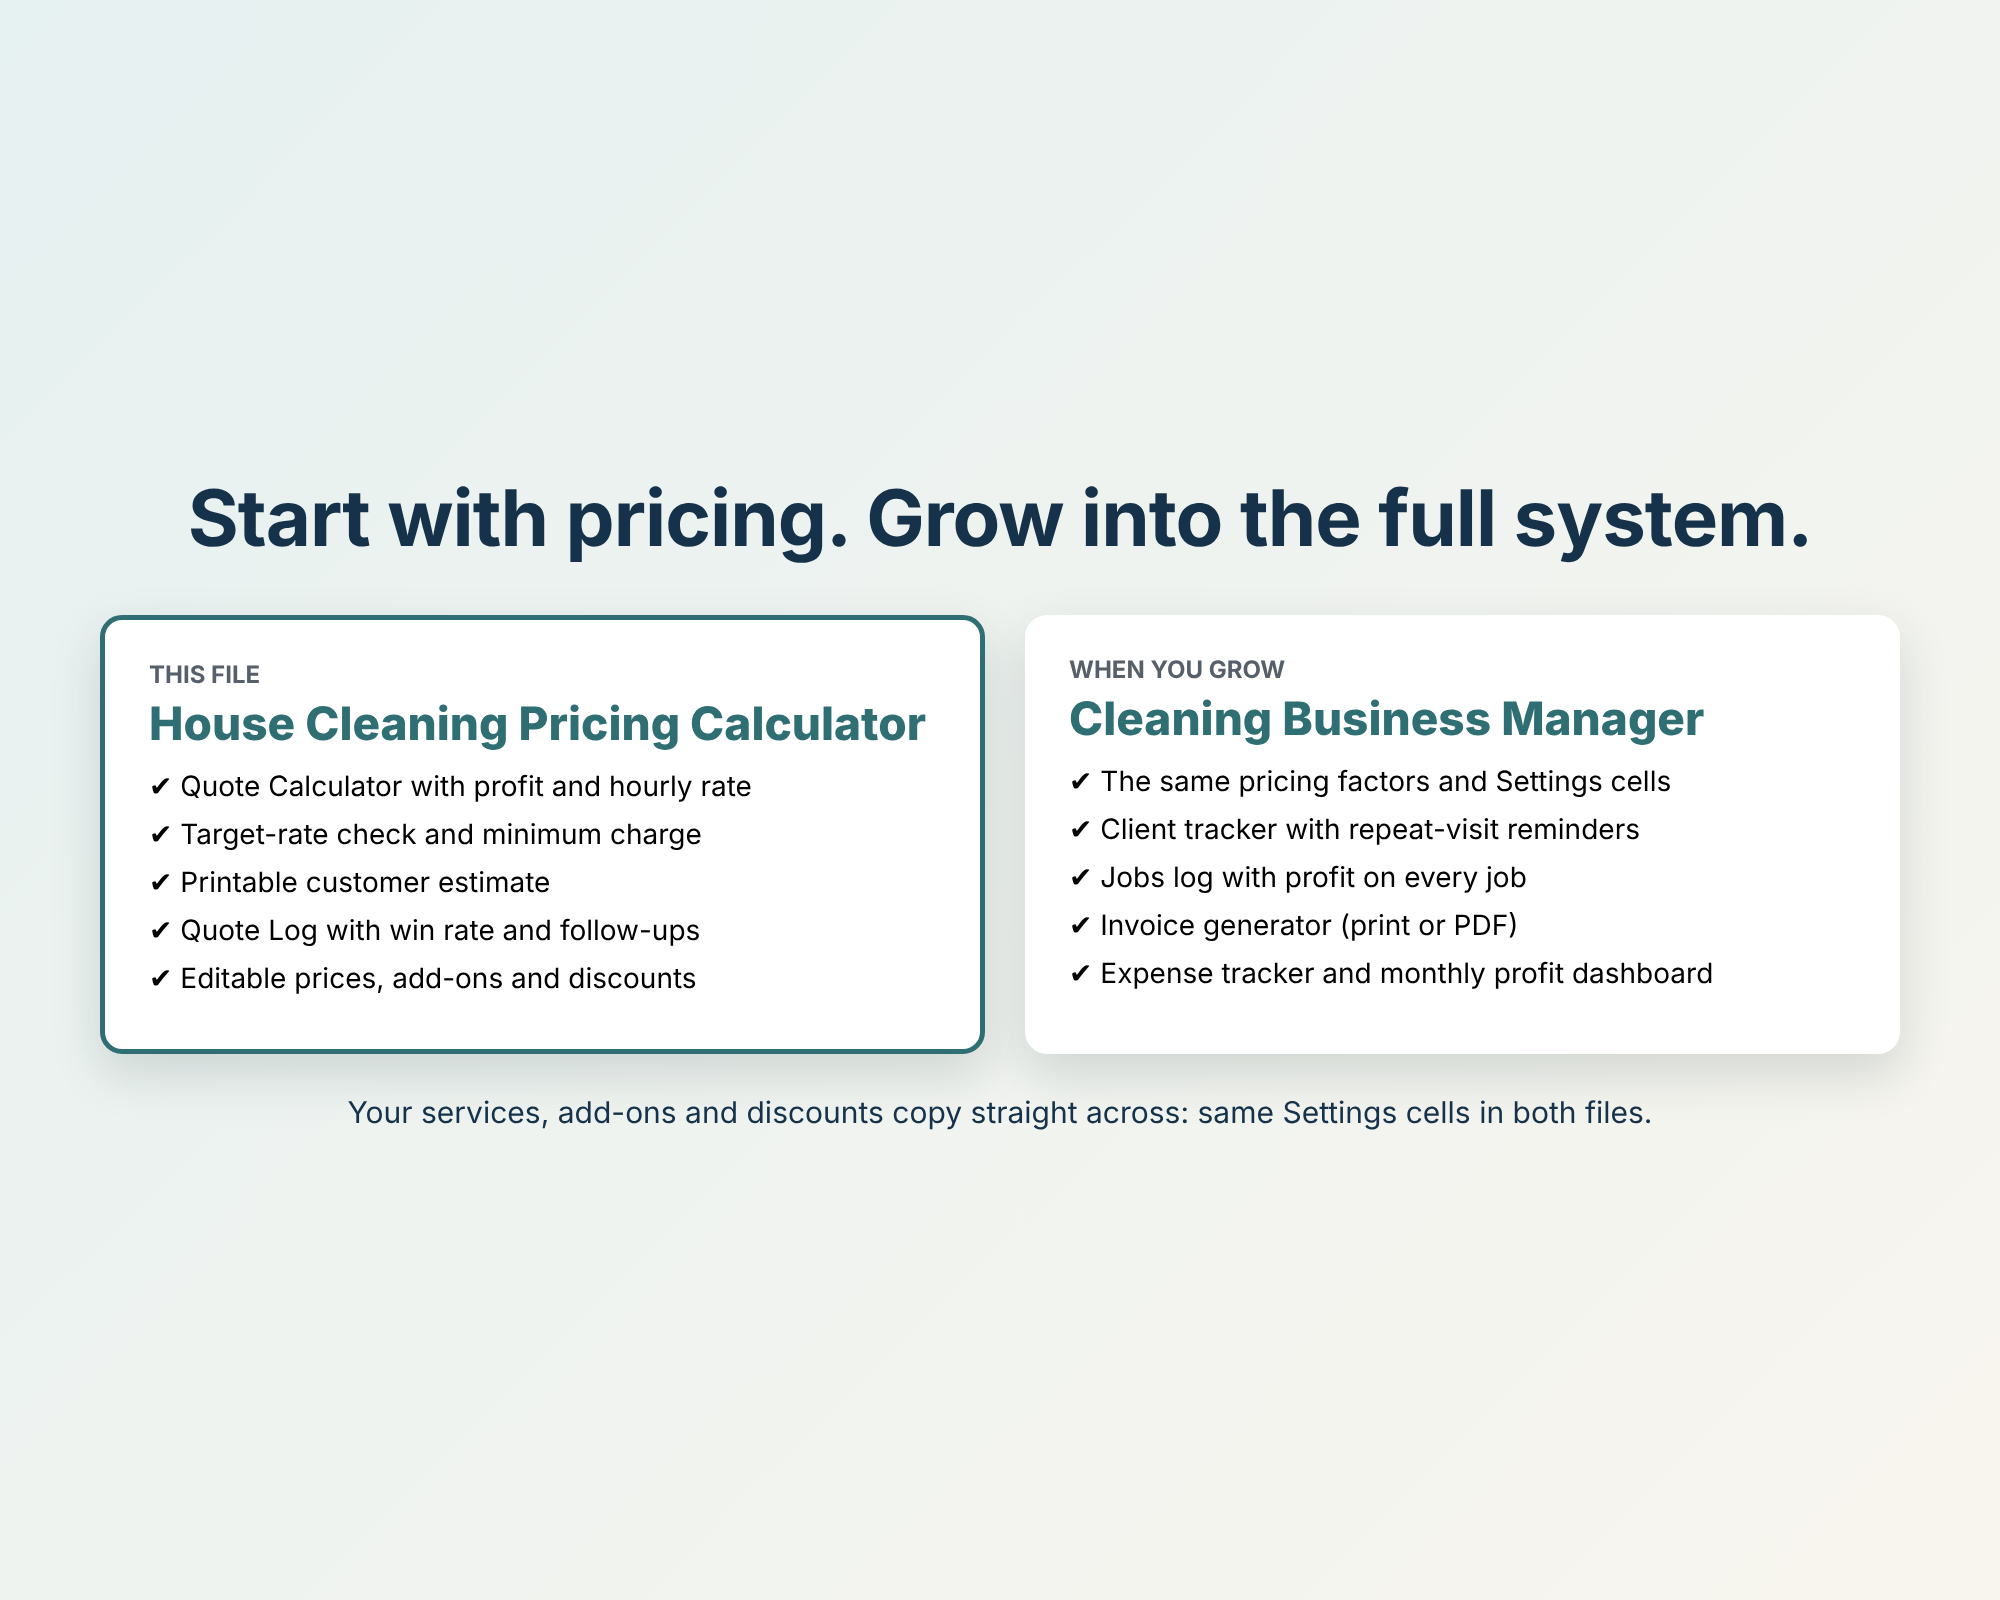 Start with pricing. Grow into the full system.
THIS FILE
House Cleaning Pricing Calculator
✔ Quote Calculator with profit and hourly rate
✔ Target-rate check and minimum charge
✔ Printable customer estimate
✔ Quote Log with win rate and follow-ups
✔ Editable prices, add-ons and discounts
WHEN YOU GROW
Cleaning Business Manager
✔ The same pricing factors and Settings cells
✔ Client tracker with repeat-visit reminders
✔ Jobs log with profit on every job
✔ Invoice generator (print or PDF)
✔ Expense tracker and monthly profit dashboard
Your services, add-ons and discounts copy straight across: same Settings cells in both files.